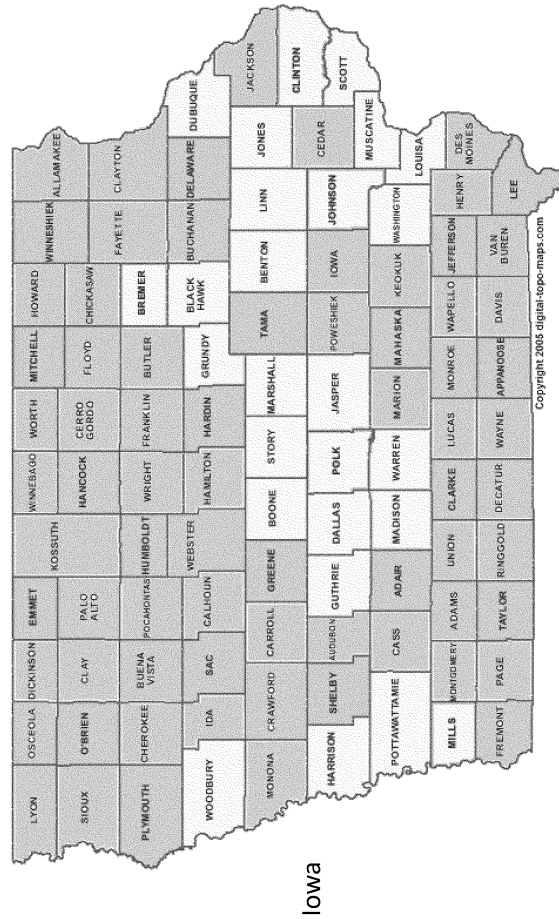 Iowa
LYON
OSCEOLA
DICKINSON
EMMET
KOSSUTH
WINNEBAGO
WORTH
MITCHELL
HOWARD
WINNESHIEK
ALLAMAKEE
SIOUX
O'BRIEN
CLAY
PALO
ALTO
HANCOCK
CERRO
GORDO
FLOYD
CHICKASAW
FAYETTE
CLAYTON
PLYMOUTH
CHEROKEE
BUENA
VISTA
POCAHONTAS
HUMBOLDT
WRIGHT
FRANKLIN
BUTLER
BREMER
WOODBURY
IDA
SAC
CALHOUN
WEBSTER
HAMILTON
HARDIN
GRUNDY
BLACK
HAWK
BUCHANAN
DELAWARE
DUBUQUE
MONONA
CRAWFORD
CARROLL
GREENE
BOONE
STORY
MARSHALL
TAMA
BENTON
LINN
JONES
JACKSON
HARRISON
SHELBY
AUDUBON
GUTHRIE
DALLAS
POLK
JASPER
POWESHIEK
IOWA
JOHNSON
CEDAR
CLINTON
SCOTT
POTTAWATTAMIE
CASS
ADAIR
MADISON
WARREN
MARION
MAHASKA
KEOKUK
WASHINGTON
MUSCATINE
LOUISA
MILLS
MONTGOMERY
ADAMS
UNION
CLARKE
LUCAS
MONROE
WAPELLO
JEFFERSON
HENRY
DES
MOINES
FREMONT
PAGE
TAYLOR
RINGGOLD
DECATUR
WAYNE
APPANOOSE
DAVIS
VAN
BUREN
LEE
Copyright 2005 digital-topo-maps.com